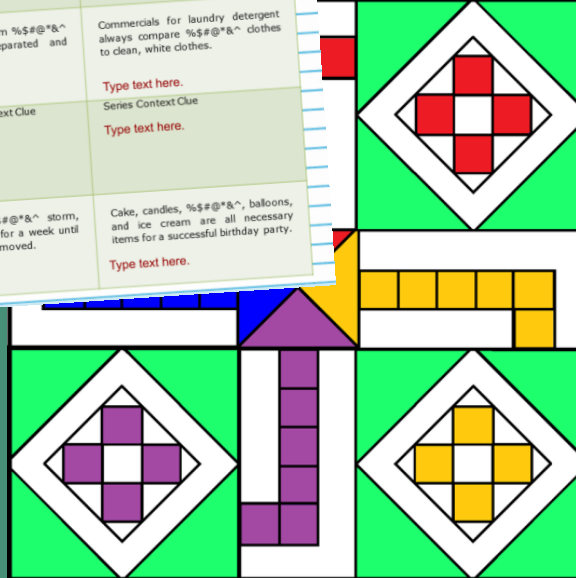 m %$#@*&^
parated and
Commercials for laundry detergent
always compare %$#@*&^ clothes
to clean, white clothes.
Type text here.
ext Clue
Series Context Clue
Type text here.
#@*&^ storm,
for a week until
moved.
Cake, candles, %$#@*&^, balloons,
and ice cream are all necessary
items for a successful birthday party.
Type text here.